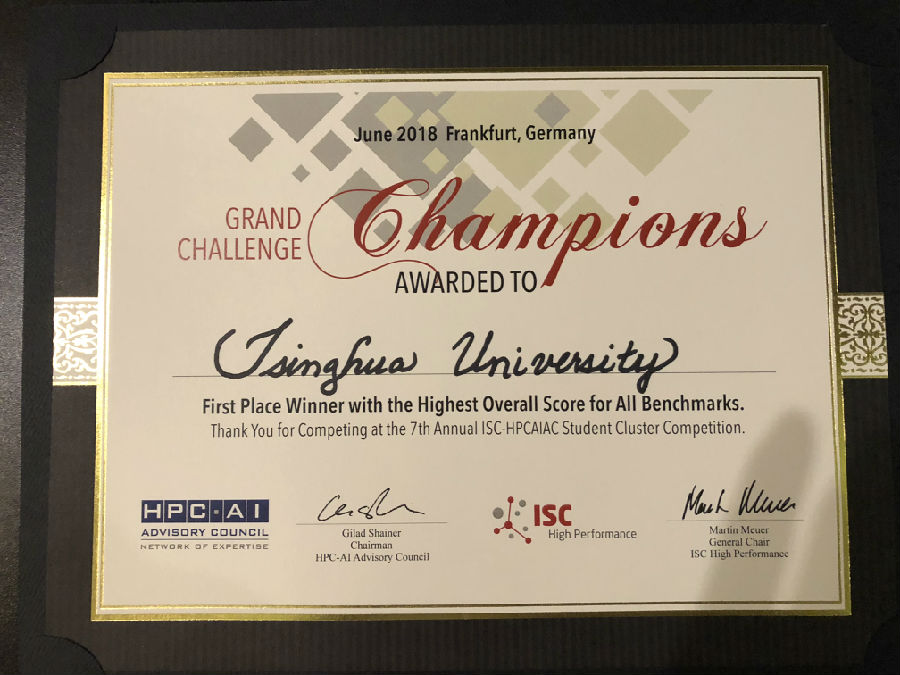 June 2018 Frankfurt, Germany
GRAND
CHALLENGE
Champions
AWARDED TO
Tsinghua University
First Place Winner with the Highest Overall Score for All Benchmarks.
Thank You for Competing at the 7th Annual ISC-HPCAIAC Student Cluster Competition.
HPC-AI
ADVISORY COUNCIL
NETWORK OF EXPERTISE
Gilad Shainer
Chairman
HPC-AI Advisory Council
ISC
High Performance
Martin Meuer
General Chair
ISC High Performance